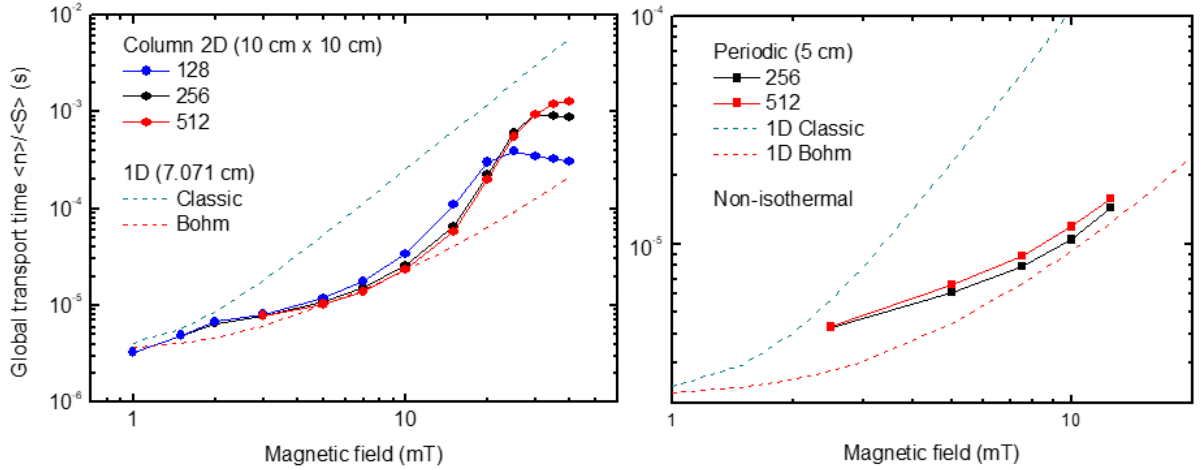 Global transport time <n>/<S> (s)
10⁻²
10⁻³
10⁻⁴
10⁻⁵
10⁻⁶
Column 2D (10 cm x 10 cm)
128
256
512
1D (7.071 cm)
Classic
Bohm
1
10
Magnetic field (mT)
10⁻⁴
10⁻⁵
Periodic (5 cm)
256
512
1D Classic
1D Bohm
Non-isothermal
1
10
Magnetic field (mT)